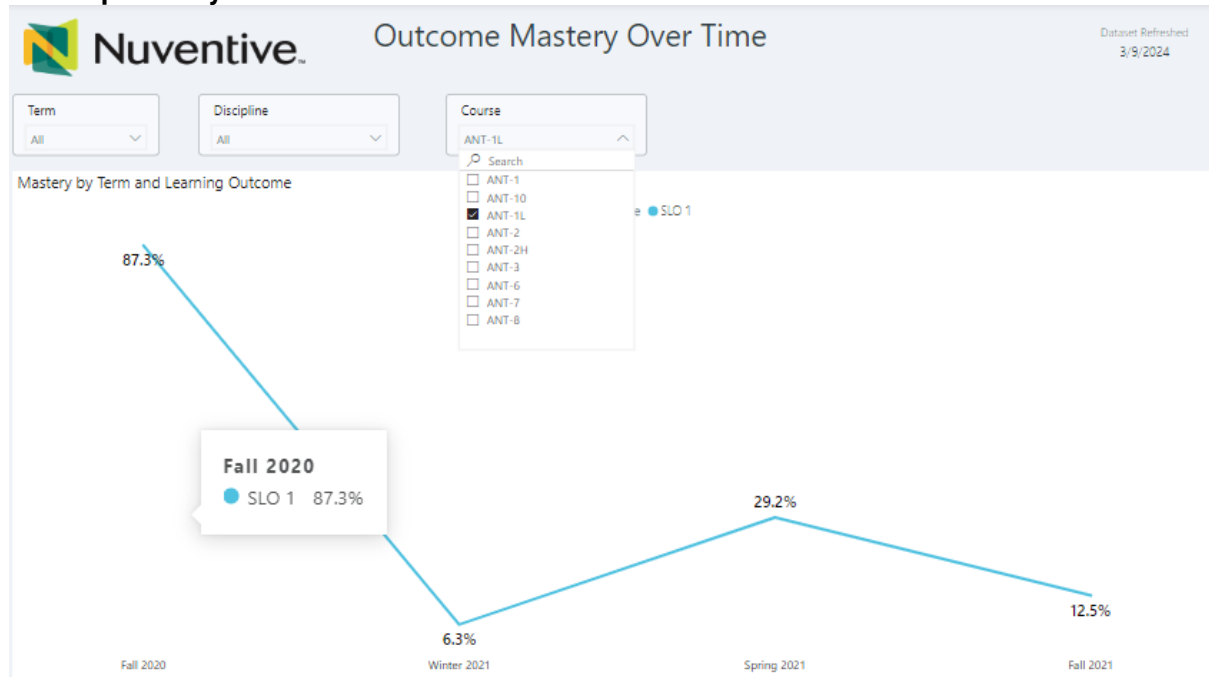 Nuventive™
Outcome Mastery Over Time
Dataset Refreshed
3/9/2024
Term
All
Discipline
All
Course
ANT-1L
Search
ANT-1
ANT-10
ANT-1L
ANT-2
ANT-2H
ANT-3
ANT-6
ANT-7
ANT-8
Mastery by Term and Learning Outcome
e SLO 1
87.3%
Fall 2020
SLO 1 87.3%
29.2%
12.5%
6.3%
Fall 2020
Winter 2021
Spring 2021
Fall 2021